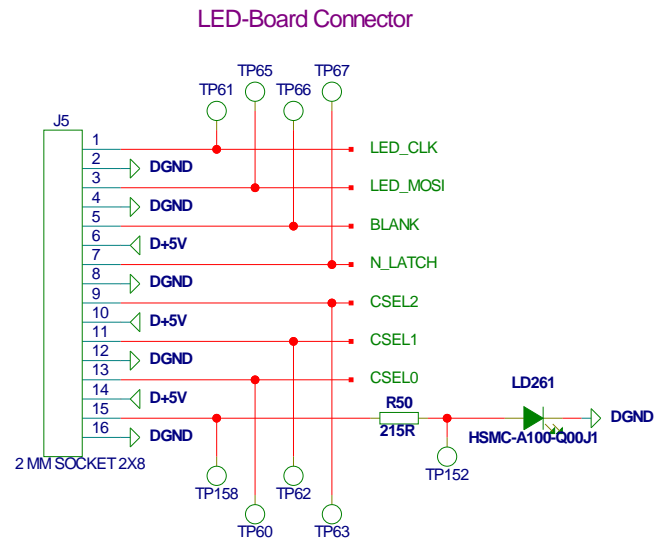 LED-Board Connector
TP65 TP67
TP61 TP66
J5
1 LED_CLK
2 DGND
3 LED_MOSI
4 DGND
5 BLANK
6 D+5V
7 N_LATCH
8 DGND
9 CSEL2
10 D+5V
11 CSEL1
12 DGND
13 CSEL0
14 D+5V
LD261
15 R50
DGND
16 DGND
215R
HSMC-A100-Q00J1
2 MM SOCKET 2X8
TP152
TP158 TP62
TP60 TP63